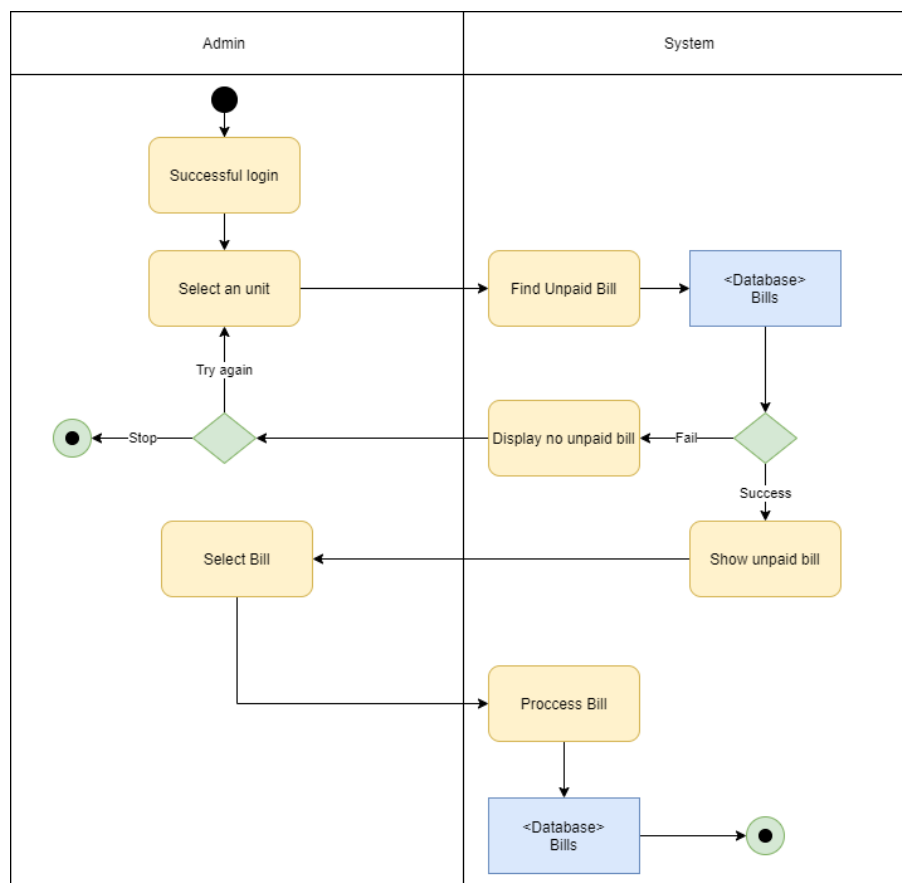 Admin
System
Successful login
Select an unit
Find Unpaid Bill
<Database>
Bills
Try again
Stop
Display no unpaid bill
Fail
Success
Select Bill
Show unpaid bill
Proccess Bill
<Database>
Bills